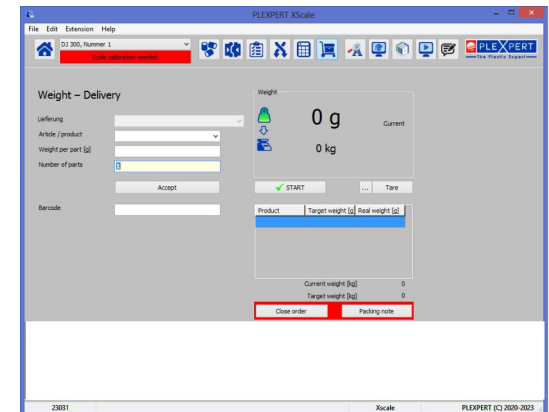 PLEXPERT XScale
File Edit Extension Help
DJ 300, Nummer 1
Scale calibration needed
PLEXPERT
The Plastic Expert
Weight – Delivery
Lieferung
Article / product
Weight per part [g]
Number of parts
1
Accept
Barcode
Weight
0 g
Current
0 kg
START
...
Tare
Product Target weight [g] Real weight [g]
Current weight [kg] 0
Target weight [kg] 0
Close order
Packing note
23031 Xscale PLEXPERT (C) 2020-2023